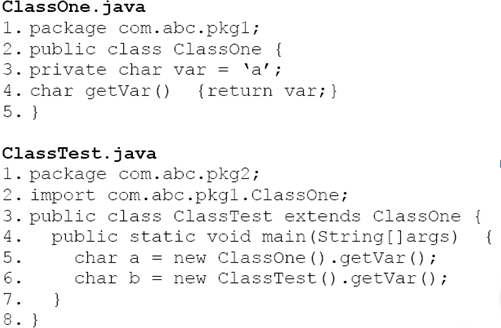 ClassOne.java
1. package com.abc.pkg1;
2. public class ClassOne {
3. private char var = ‘a’;
4. char getVar()  {return var;}
5. }
ClassTest.java
1. package com.abc.pkg2;
2. import com.abc.pkg1.ClassOne;
3. public class ClassTest extends ClassOne {
4.   public static void main(String[]args)  {
5.     char a = new ClassOne().getVar();
6.     char b = new ClassTest().getVar();
7.   }
8. }